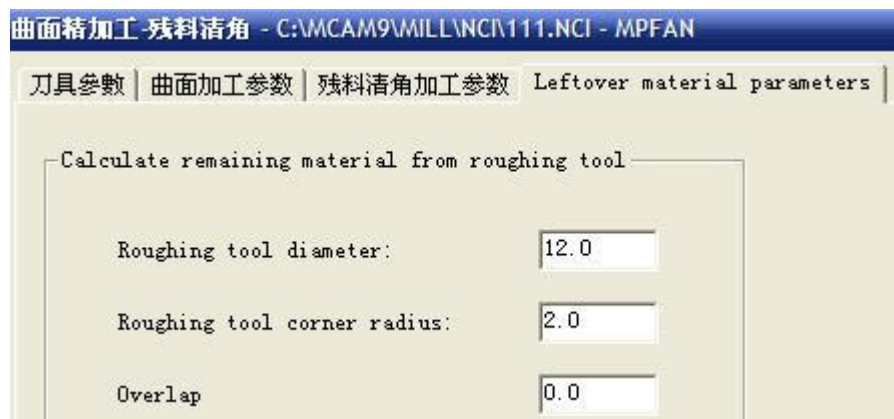 曲面精加工-残料清角 - C:\MCAM9\MILL\NCI\111.NCI - MPFAN
刀具参數 曲面加工参数 残料清角加工参数 Leftover material parameters
Calculate remaining material from roughing tool
Roughing tool diameter: 12.0
Roughing tool corner radius: 2.0
Overlap 0.0